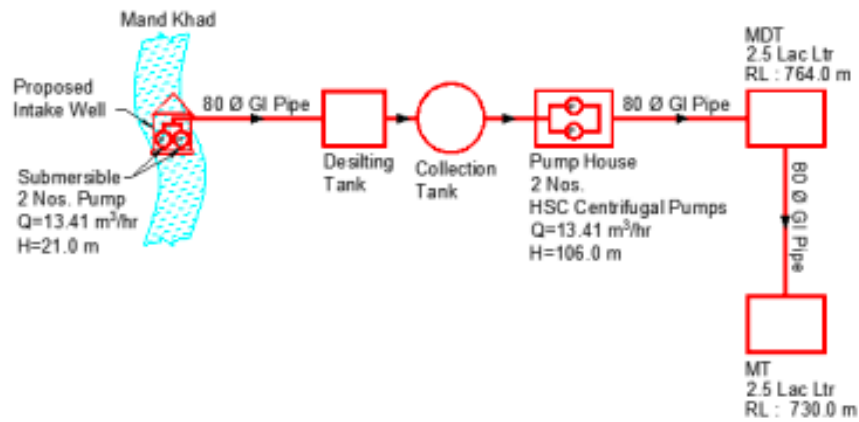 Mand Khad
Proposed
Intake Well
80 Ø GI Pipe
Submersible
2 Nos. Pump
Q=13.41 m³/hr
H=21.0 m
Desilting
Tank
Collection
Tank
Pump House
2 Nos.
HSC Centrifugal Pumps
Q=13.41 m³/hr
H=106.0 m
80 Ø GI Pipe
MDT
2.5 Lac Ltr
RL : 764.0 m
80 Ø GI Pipe
MT
2.5 Lac Ltr
RL : 730.0 m